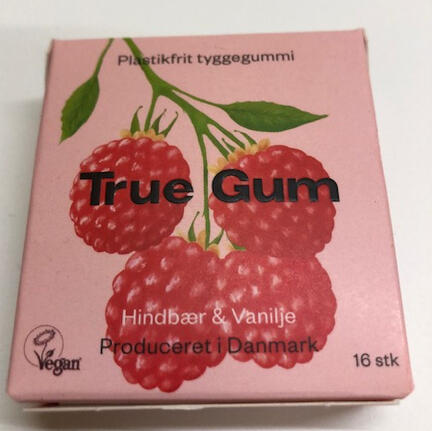 Plastikfrit tyggegummi
True Gum
Hindbær & Vanilje
Produceret i Danmark
Vegan
16 stk